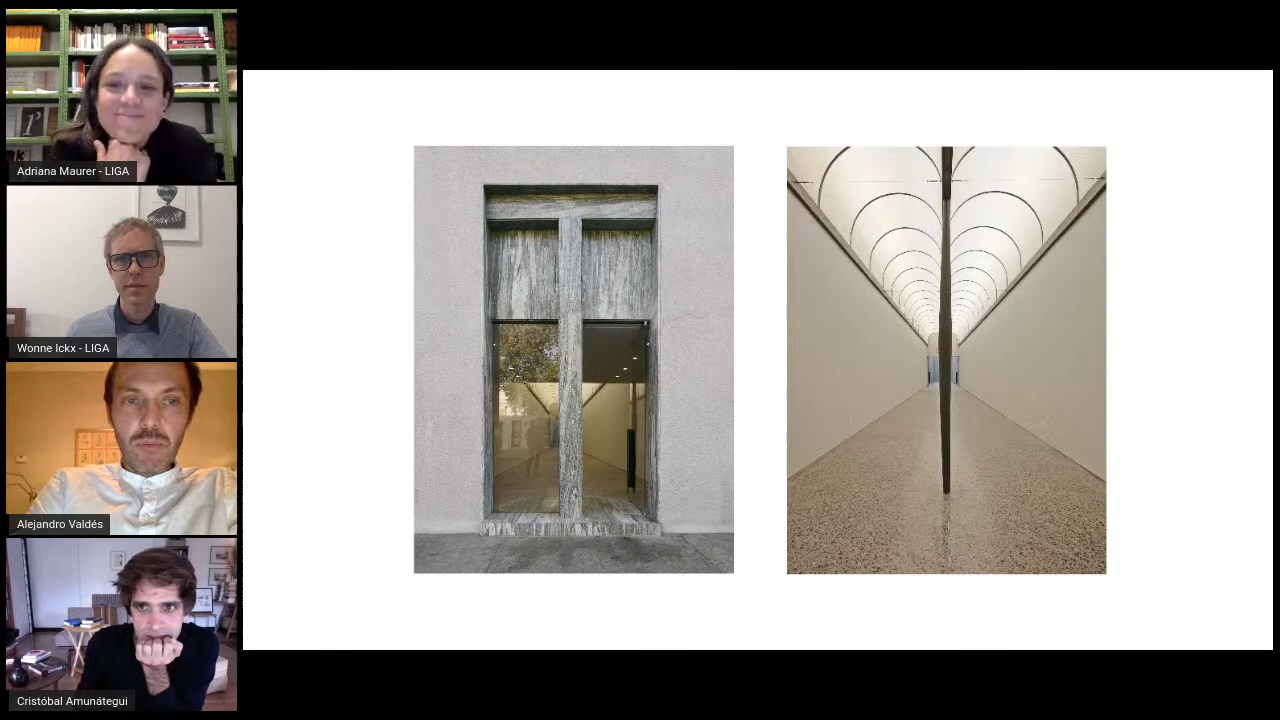 Adriana Maurer - LIGA
Wonne Ickx - LIGA
Alejandro Valdés
Cristóbal Amunátegui